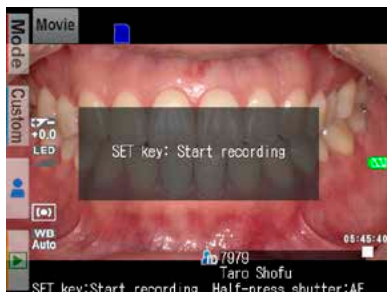 Mode
Movie
Custom
+0.0
LED
SET key: Start recording
WB
Auto
05:45:40
ID 7979
Taro Shofu
SET key:Start recording Half-press shutter:AF